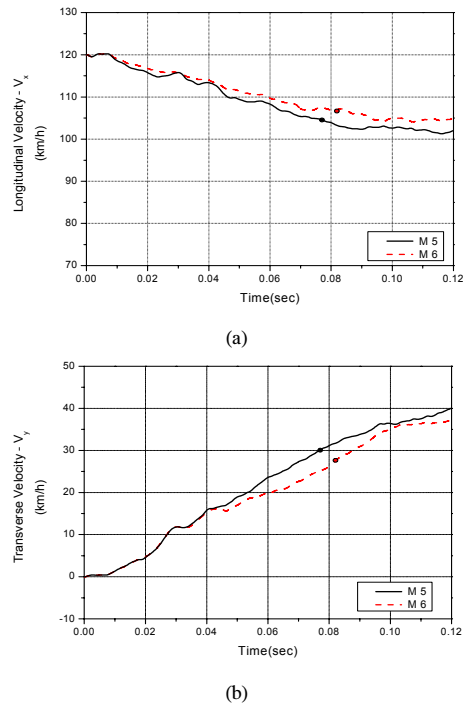 130
120
110
100
90
80
70
Longitudinal Velocity - Vₓ
(km/h)
M 5
M 6
0.00 0.02 0.04 0.06 0.08 0.10 0.12
Time(sec)
(a)
50
40
30
20
10
0
-10
Transverse Velocity - Vᵧ
(km/h)
M 5
M 6
0.00 0.02 0.04 0.06 0.08 0.10 0.12
Time(sec)
(b)